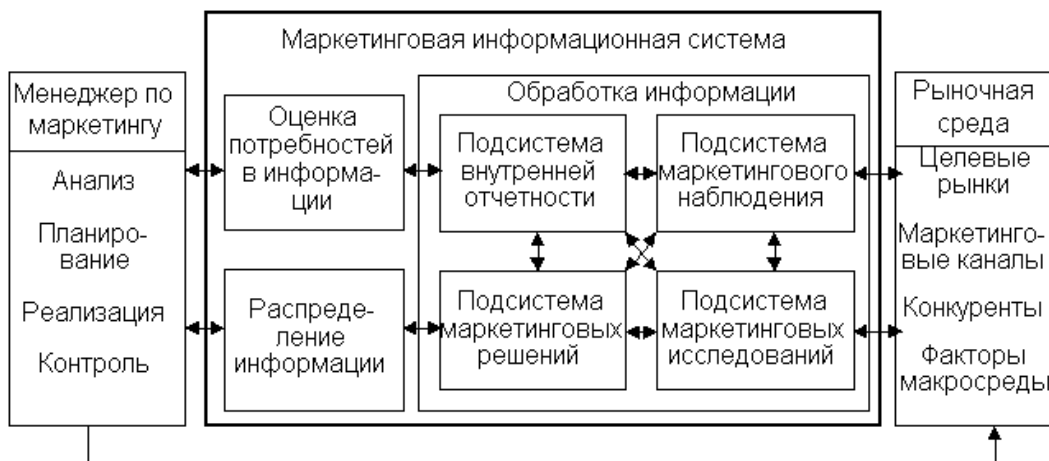 Маркетинговая информационная система
Менеджер по
маркетингу
Анализ
Планиро-
вание
Реализация
Контроль
Оценка
потребностей
в информа-
ции
Распреде-
ление
информации
Обработка информации
Подсистема
внутренней
отчетности
Подсистема
маркетингового
наблюдения
Подсистема
маркетинговых
решений
Подсистема
маркетинговых
исследований
Рыночная
среда
Целевые
рынки
Маркетинго-
вые каналы
Конкуренты
Факторы
макросреды